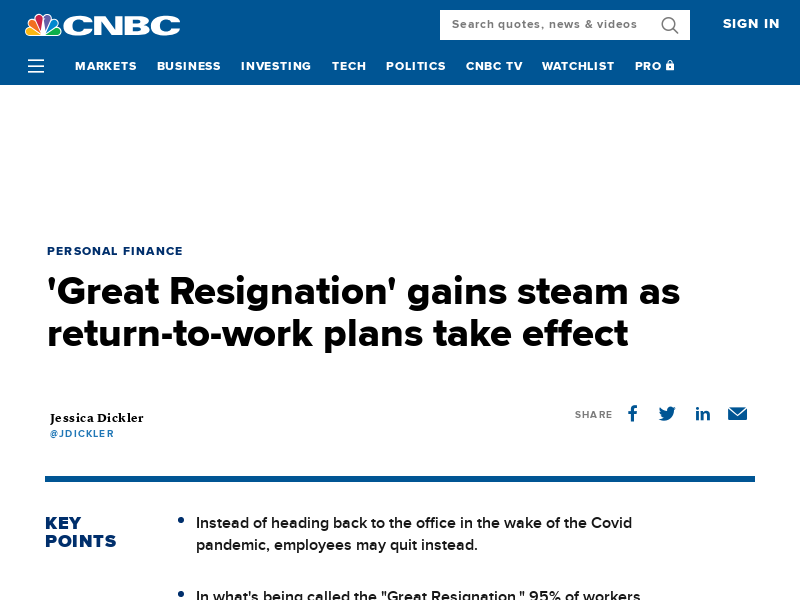 CNBC
Search quotes, news & videos
SIGN IN
MARKETS BUSINESS INVESTING TECH POLITICS CNBC TV WATCHLIST PRO
PERSONAL FINANCE
'Great Resignation' gains steam as
return-to-work plans take effect
Jessica Dickler
@JDICKLER
SHARE
KEY
POINTS
Instead of heading back to the office in the wake of the Covid
pandemic, employees may quit instead.
In what's being called the "Great Resignation," 95% of workers